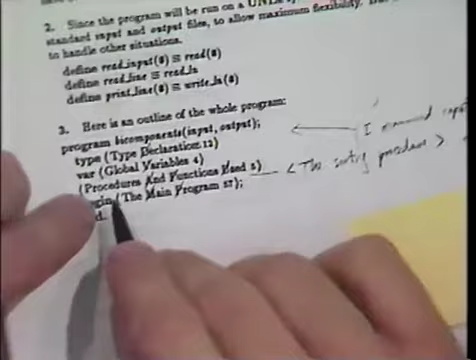 2. Since the program will be run on a UNIX
standard input and output files, to allow maximum flexibility.
to handle other situations.
define read_input(#) ≡ read(#)
define read_line ≡ read_ln
define print_line(#) ≡ write_ln(#)
3. Here is an outline of the whole program:
program bicomponents(input, output);
type ⟨Type Declarations 12⟩
var ⟨Global Variables 4⟩
⟨Procedures And Functions Used 5⟩
⟨The Main Program 37⟩;
I
⟨The procedure⟩